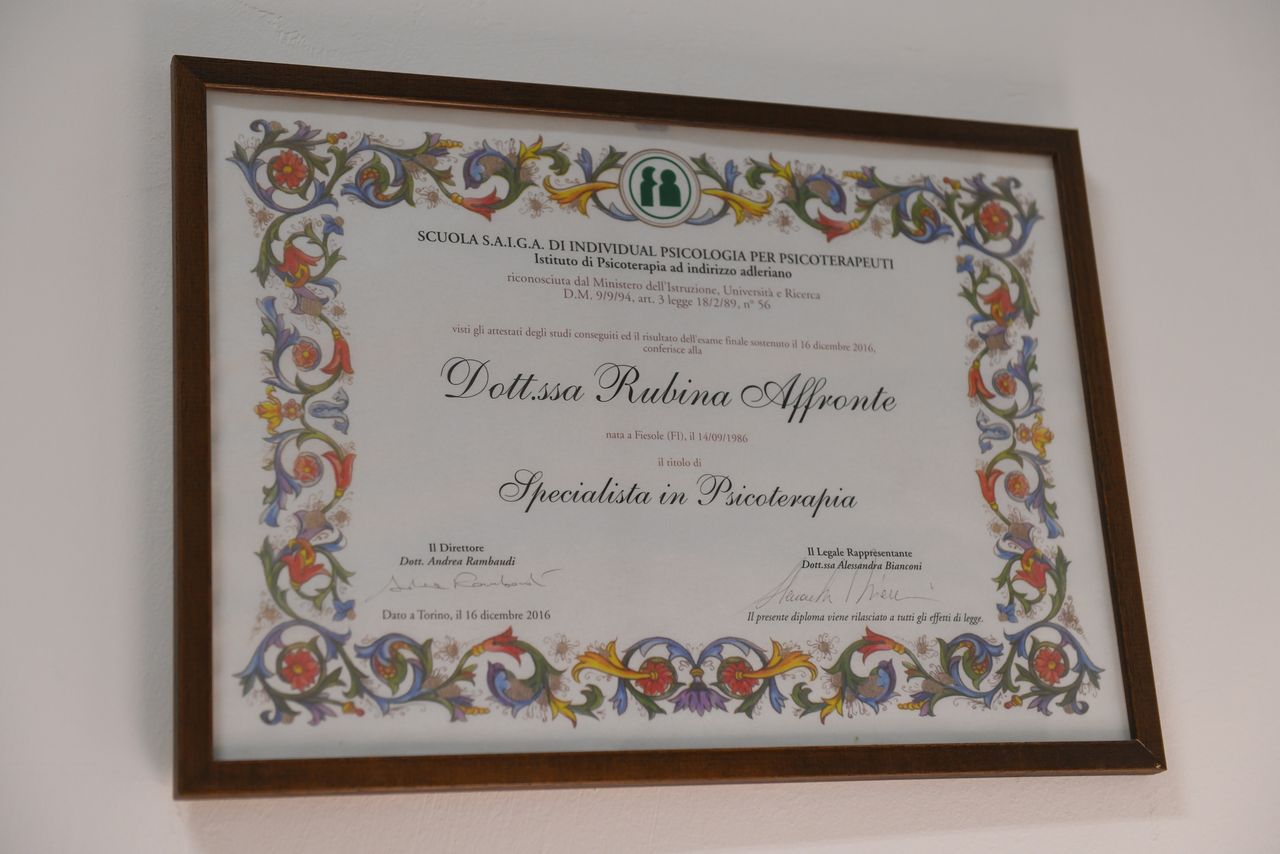 SCUOLA S.A.I.G.A. DI INDIVIDUAL PSICOLOGIA PER PSICOTERAPEUTI
Istituto di Psicoterapia ad indirizzo adleriano
riconosciuta dal Ministero dell'Istruzione, Università e Ricerca
D.M. 9/9/94, art. 3 legge 18/2/89, n° 56
visti gli attestati degli studi conseguiti ed il risultato dell'esame finale sostenuto il 16 dicembre 2016,
conferisce alla
Dott.ssa Rubina Affronte
nata a Fiesole (FI), il 14/09/1986
il titolo di
Specialista in Psicoterapia
Il Direttore
Dott. Andrea Rambaudi
Andrea Rambaudi
Dato a Torino, il 16 dicembre 2016
Il Legale Rappresentante
Dott.ssa Alessandra Bianconi
Il presente diploma viene rilasciato a tutti gli effetti di legge.